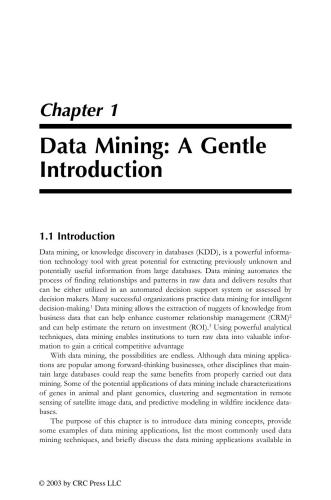 Chapter 1
Data Mining: A Gentle
Introduction
1.1 Introduction
Data mining, or knowledge discovery in databases (KDD), is a powerful informa-
tion technology tool with great potential for extracting previously unknown and
potentially useful information from large databases. Data mining automates the
process of finding relationships and patterns in raw data and delivers results that
can be either utilized in an automated decision support system or assessed by
decision makers. Many successful organizations practice data mining for intelligent
decision-making.1 Data mining allows the extraction of nuggets of knowledge from
business data that can help enhance customer relationship management (CRM)2
and can help estimate the return on investment (ROI).3 Using powerful analytical
techniques, data mining enables institutions to turn raw data into valuable infor-
mation to gain a critical competitive advantage
With data mining, the possibilities are endless. Although data mining applica-
tions are popular among forward-thinking businesses, other disciplines that main-
tain large databases could reap the same benefits from properly carried out data
mining. Some of the potential applications of data mining include characterizations
of genes in animal and plant genomics, clustering and segmentation in remote
sensing of satellite image data, and predictive modeling in wildfire incidence data-
bases.
The purpose of this chapter is to introduce data mining concepts, provide
some examples of data mining applications, list the most commonly used data
mining techniques, and briefly discuss the data mining applications available in
© 2003 by CRC Press LLC